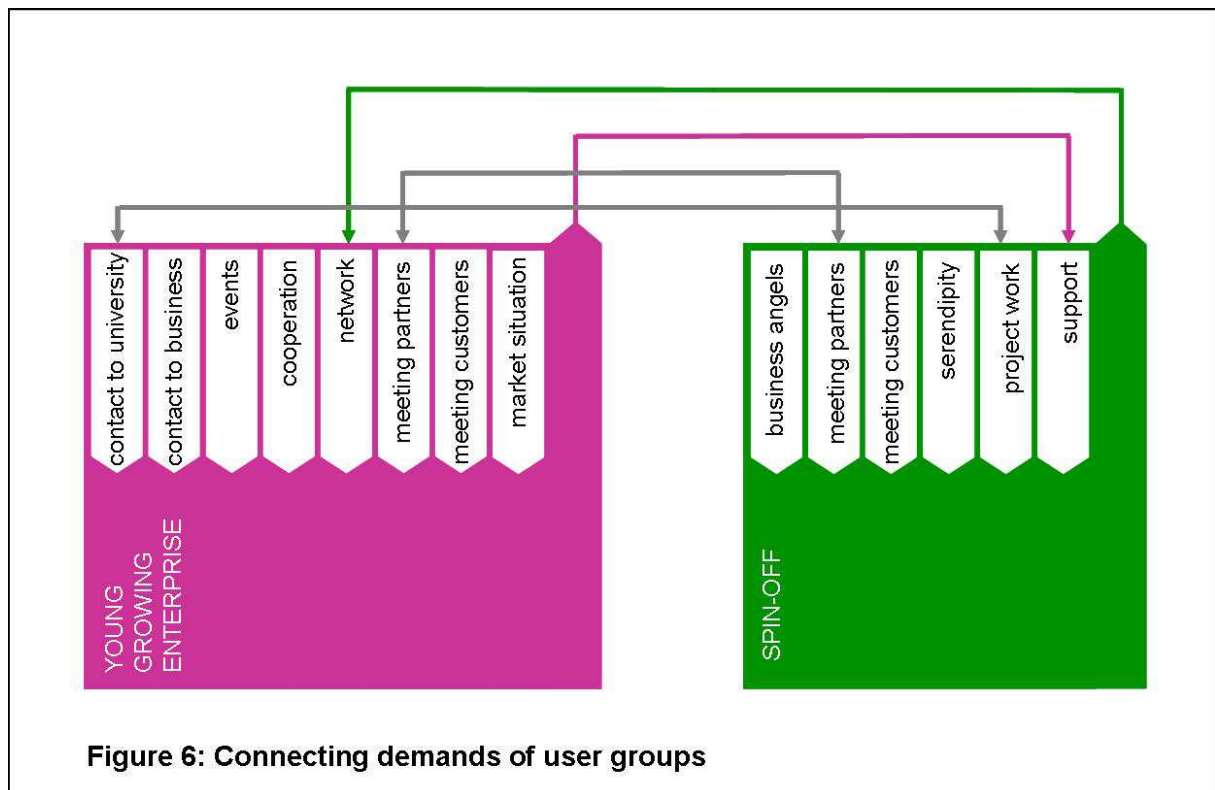 contact to university
contact to business
events
cooperation
network
meeting partners
meeting customers
market situation
YOUNG
GROWING
ENTERPRISE
business angels
meeting partners
meeting customers
serendipity
project work
support
SPIN-OFF
Figure 6: Connecting demands of user groups